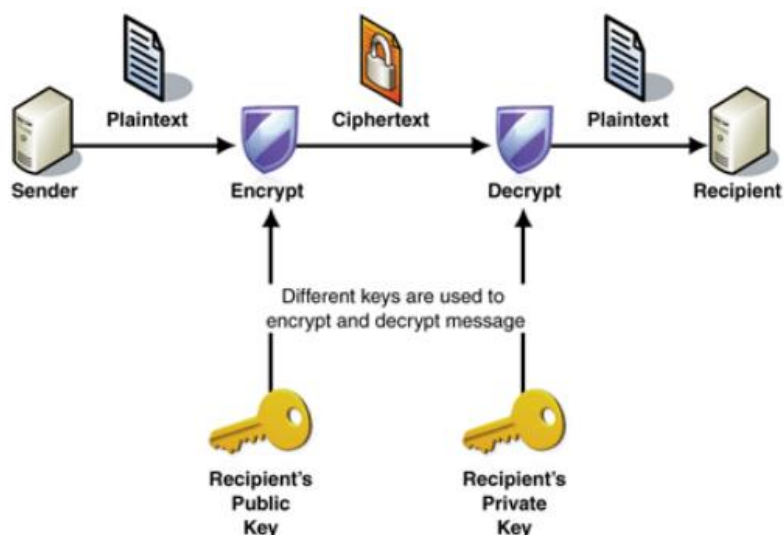 Plaintext
Ciphertext
Plaintext
Sender
Encrypt
Decrypt
Recipient
Different keys are used to
encrypt and decrypt message
Recipient's
Public
Key
Recipient's
Private
Key